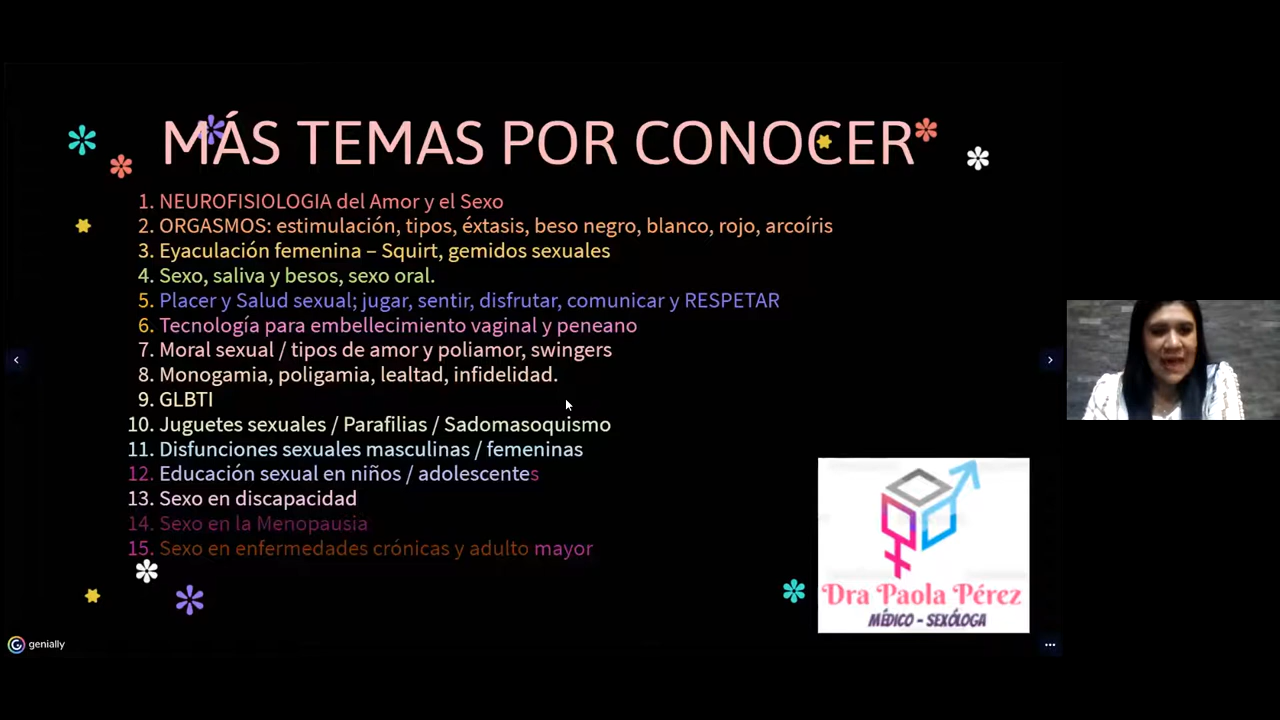 MÁS TEMAS POR CONOCER
1. NEUROFISIOLOGIA del Amor y el Sexo
2. ORGASMOS: estimulación, tipos, éxtasis, beso negro, blanco, rojo, arcoíris
3. Eyaculación femenina – Squirt, gemidos sexuales
4. Sexo, saliva y besos, sexo oral.
5. Placer y Salud sexual; jugar, sentir, disfrutar, comunicar y RESPETAR
6. Tecnología para embellecimiento vaginal y peneano
7. Moral sexual / tipos de amor y poliamor, swingers
8. Monogamia, poligamia, lealtad, infidelidad.
9. GLBTI
10. Juguetes sexuales / Parafilias / Sadomasoquismo
11. Disfunciones sexuales masculinas / femeninas
12. Educación sexual en niños / adolescentes
13. Sexo en discapacidad
14. Sexo en la Menopausia
15. Sexo en enfermedades crónicas y adulto mayor
Dra Paola Pérez
MÉDICO - SEXÓLOGA
genially